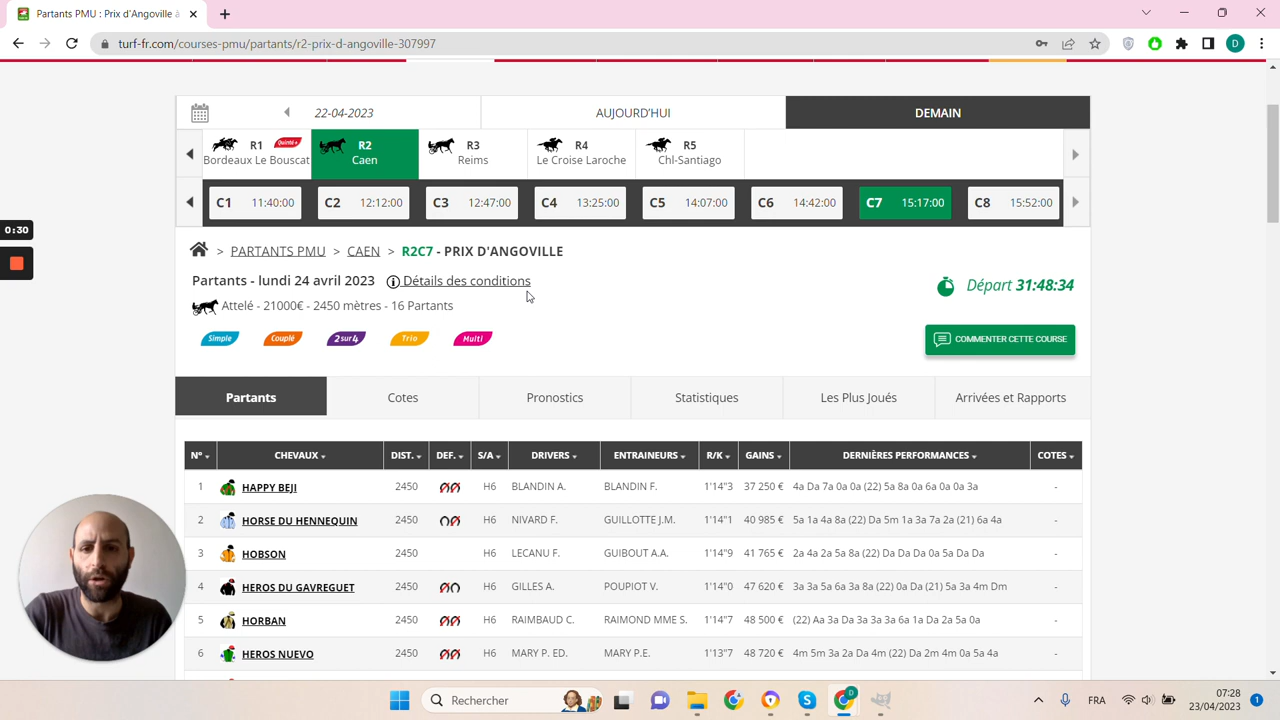 Partants PMU : Prix d'Angoville à
turf-fr.com/courses-pmu/partants/r2-prix-d-angoville-307997
22-04-2023 AUJOURD'HUI DEMAIN
R1 Quinté+ R2 R3 R4 R5
Bordeaux Le Bouscat Caen Reims Le Croise Laroche Chl-Santiago
C1 11:40:00 C2 12:12:00 C3 12:47:00 C4 13:25:00 C5 14:07:00 C6 14:42:00 C7 15:17:00 C8 15:52:00
0:30
> PARTANTS PMU > CAEN > R2C7 - PRIX D'ANGOVILLE
Partants - lundi 24 avril 2023 Détails des conditions
Départ 31:48:34
Attelé - 21000€ - 2450 mètres - 16 Partants
Simple Couplé 2sur4 Trio Multi
COMMENTER CETTE COURSE
Partants Cotes Pronostics Statistiques Les Plus Joués Arrivées et Rapports
N° CHEVAUX DIST. DEF. S/A DRIVERS ENTRAINEURS R/K GAINS DERNIÈRES PERFORMANCES COTES
1 HAPPY BEJI 2450 H6 BLANDIN A. BLANDIN F. 1'14"3 37 250 € 4a Da 7a 0a 0a (22) 5a 8a 0a 6a 0a 0a 3a -
2 HORSE DU HENNEQUIN 2450 H6 NIVARD F. GUILLOTTE J.M. 1'14"1 40 985 € 5a 1a 4a 8a (22) Da 5m 1a 3a 7a 2a (21) 6a 4a -
3 HOBSON 2450 H6 LECANU F. GUIBOUT A.A. 1'14"9 41 765 € 2a 4a 2a 5a 8a (22) Da Da Da 0a 5a Da Da -
4 HEROS DU GAVREGUET 2450 H6 GILLES A. POUPIOT V. 1'14"0 47 620 € 3a 3a 5a 6a 3a 8a (22) 0a Da (21) 5a 3a 4m Dm -
5 HORBAN 2450 H6 RAIMBAUD C. RAIMOND MME S. 1'14"7 48 500 € (22) Aa 3a Da 3a 3a 3a 6a 1a Da 2a 5a 0a -
6 HEROS NUEVO 2450 H6 MARY P. ED. MARY P.E. 1'13"7 48 720 € 4m 5m 3a 2a Da 4m (22) Da 2m 4m 0a 5a 4a -
Rechercher
FRA
07:28
23/04/2023
1